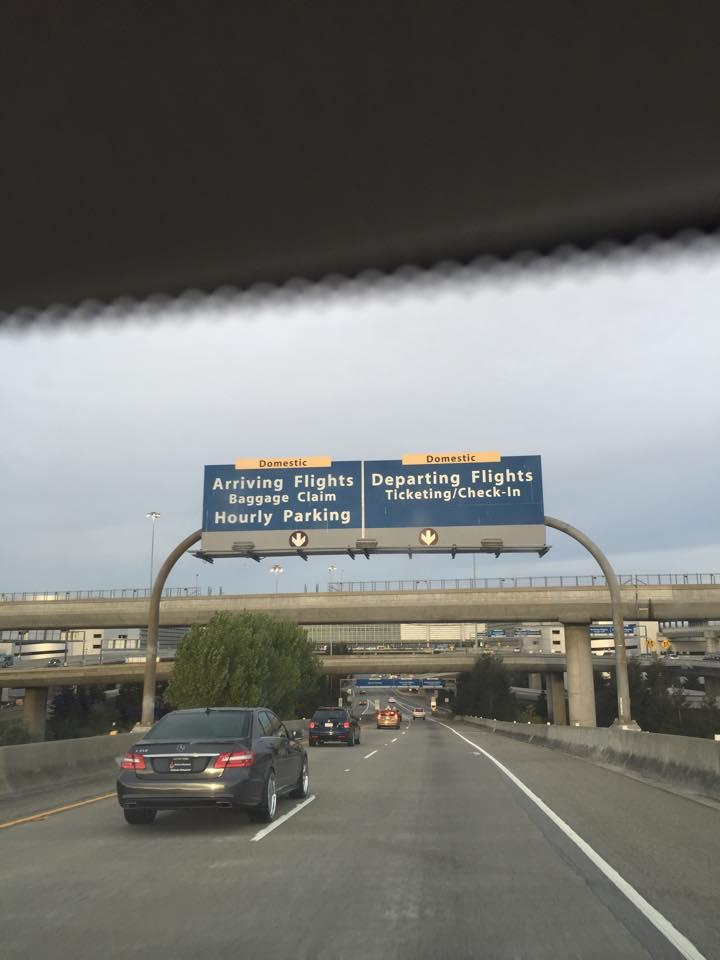 Domestic
Arriving Flights
Baggage Claim
Hourly Parking
Domestic
Departing Flights
Ticketing/Check-In